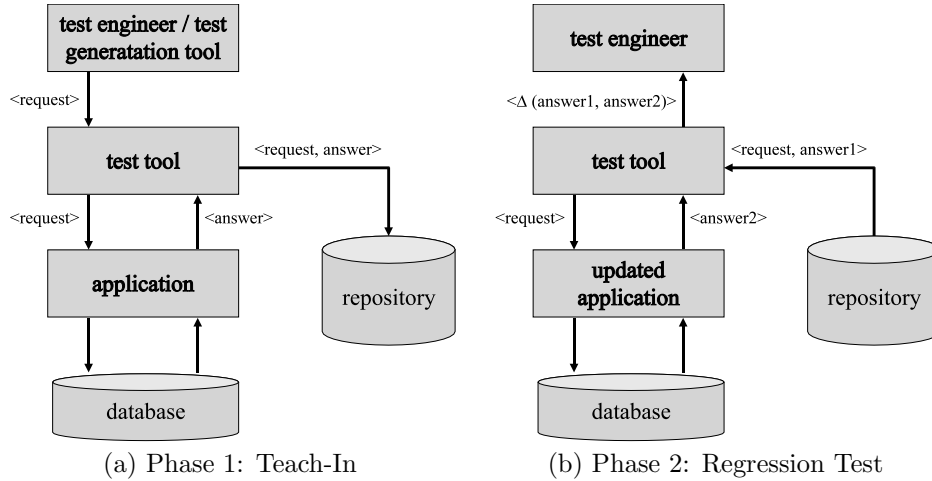 test engineer / test
generatation tool
<request>
test tool
<request, answer>
<request>
<answer>
application
repository
database
(a) Phase 1: Teach-In
test engineer
<Δ (answer1, answer2)>
test tool
<request, answer1>
<request>
<answer2>
updated
application
repository
database
(b) Phase 2: Regression Test